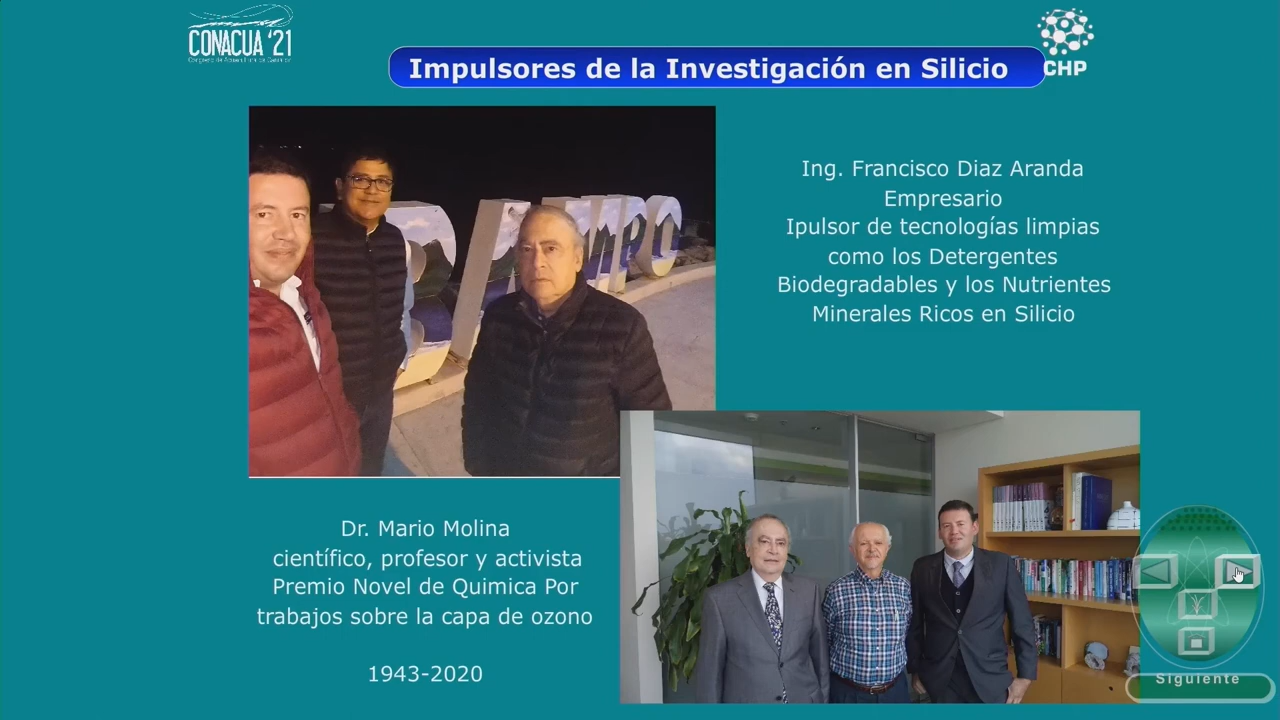 CONACUA '21
Impulsores de la Investigación en Silicio
CHP
Ing. Francisco Diaz Aranda
Empresario
Ipulsor de tecnologías limpias
como los Detergentes
Biodegradables y los Nutrientes
Minerales Ricos en Silicio
Dr. Mario Molina
científico, profesor y activista
Premio Novel de Quimica Por
trabajos sobre la capa de ozono
1943-2020
Siguiente